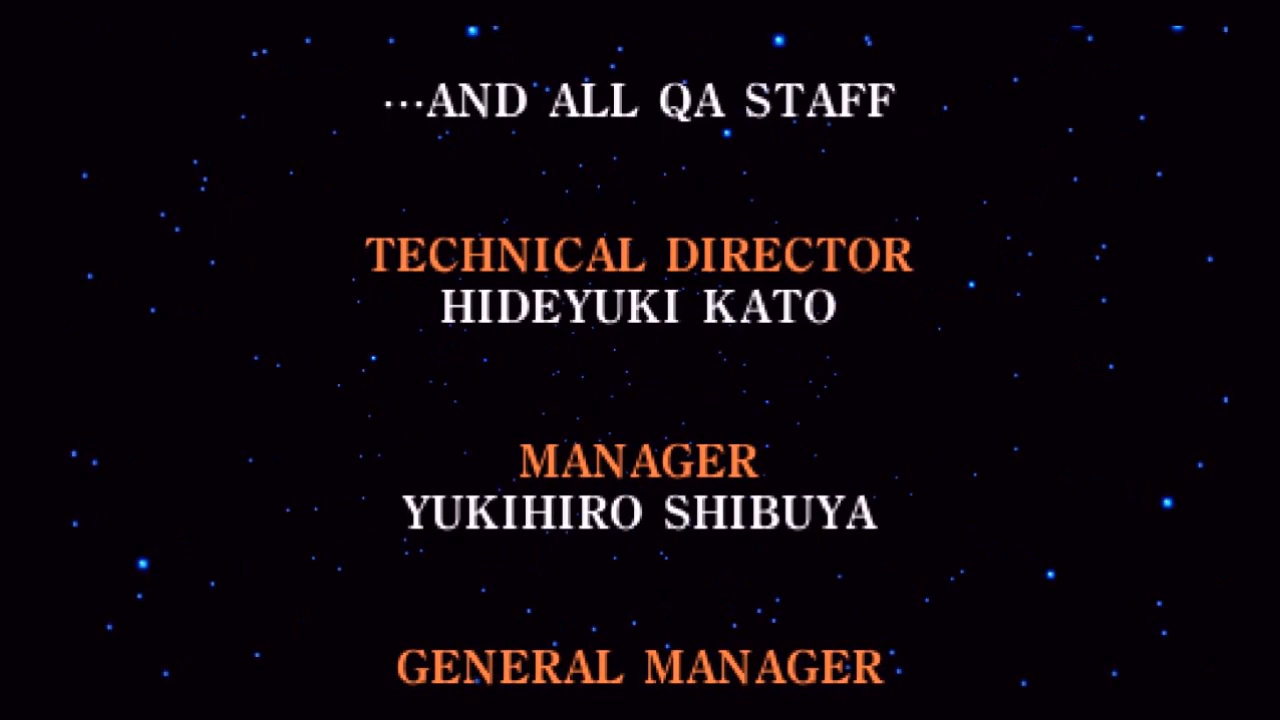 …AND ALL QA STAFF
TECHNICAL DIRECTOR
HIDEYUKI KATO
MANAGER
YUKIHIRO SHIBUYA
GENERAL MANAGER